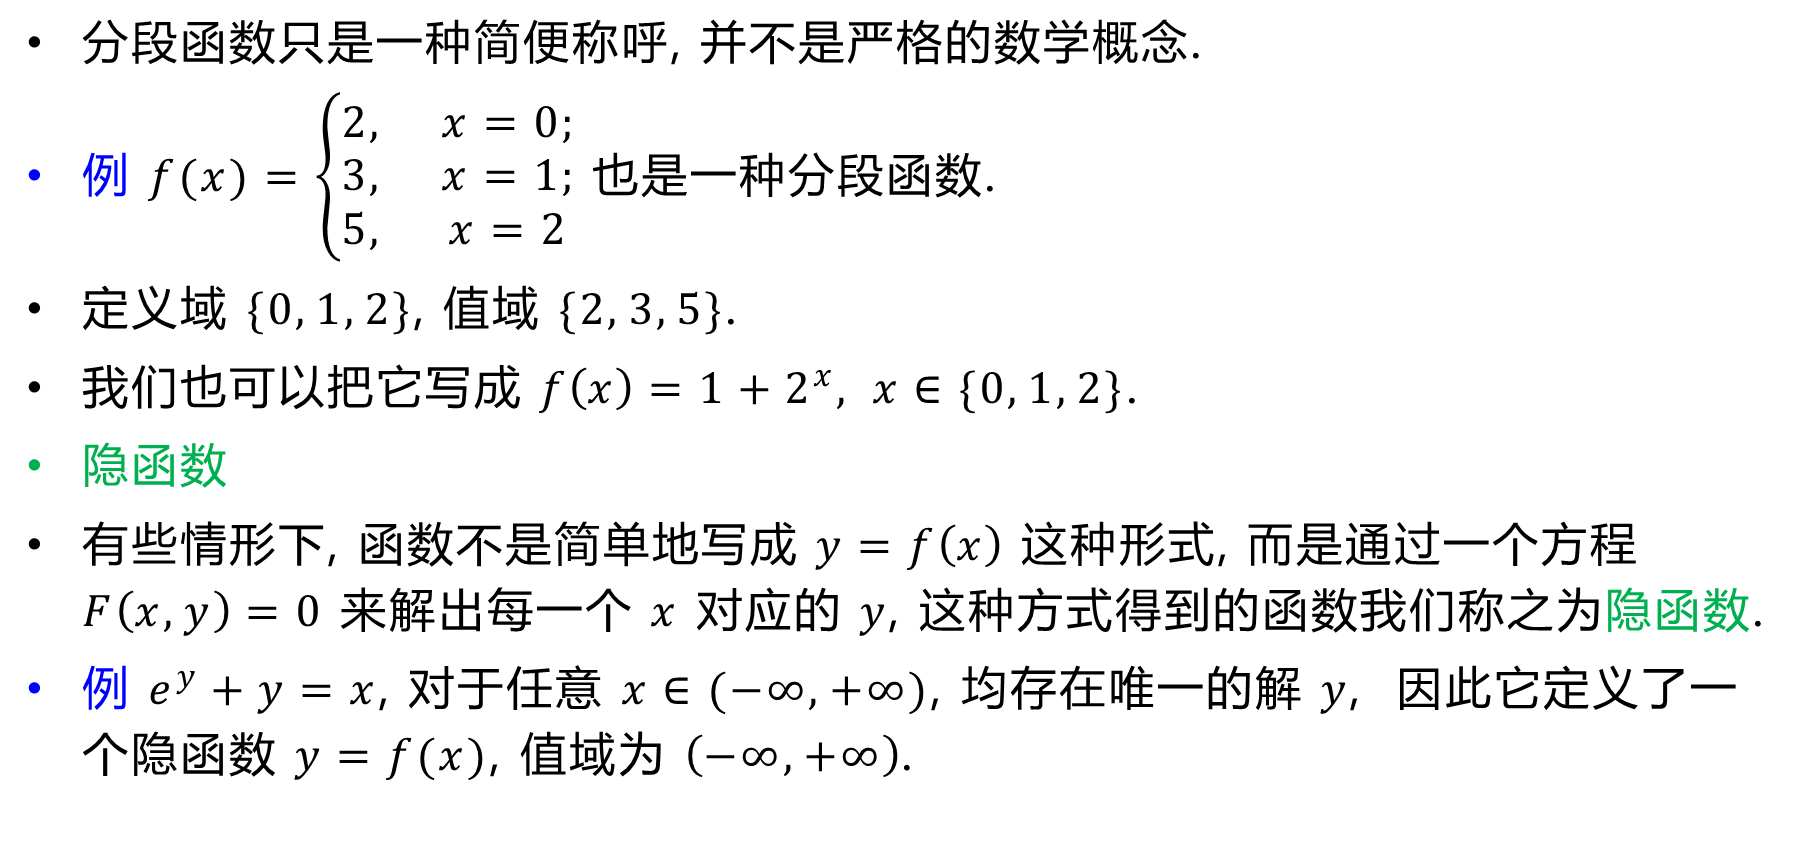 • 分段函数只是一种简便称呼, 并不是严格的数学概念.
2, x = 0;
• 例 f(x) = { 3, x = 1; 也是一种分段函数.
5, x = 2
• 定义域 {0, 1, 2}, 值域 {2, 3, 5}.
• 我们也可以把它写成 f(x) = 1 + 2^x, x ∈ {0, 1, 2}.
• 隐函数
• 有些情形下, 函数不是简单地写成 y = f(x) 这种形式, 而是通过一个方程
F(x, y) = 0 来解出每一个 x 对应的 y, 这种方式得到的函数我们称之为隐函数.
• 例 e^y + y = x, 对于任意 x ∈ (−∞, +∞), 均存在唯一的解 y, 因此它定义了一
个隐函数 y = f(x), 值域为 (−∞, +∞).